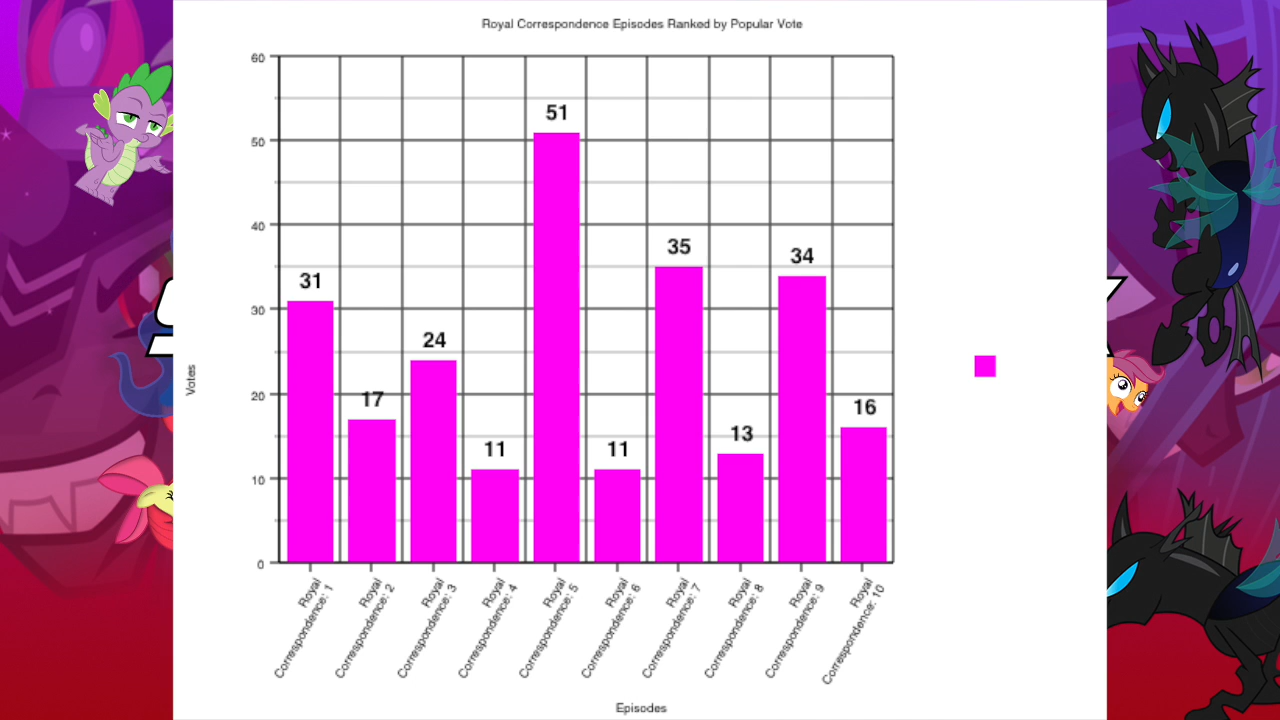 Royal Correspondence Episodes Ranked by Popular Vote
60
50
40
30
20
10
0
Votes
31
17
24
11
51
11
35
13
34
16
Royal
Correspondence: 1
Royal
Correspondence: 2
Royal
Correspondence: 3
Royal
Correspondence: 4
Royal
Correspondence: 5
Royal
Correspondence: 6
Royal
Correspondence: 7
Royal
Correspondence: 8
Royal
Correspondence: 9
Royal
Correspondence: 10
Episodes